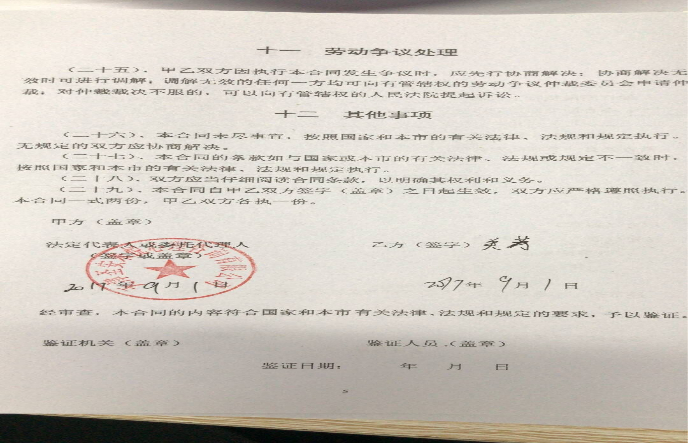 十一 劳动争议处理
（二十五）、甲乙双方因执行本合同发生争议时，应先行协商解决；协商解决无
效时可进行调解；调解无效的任何一方均可向有管辖权的劳动争议仲裁委员会申请仲
裁；对仲裁裁决不服的，可以向有管辖权的人民法院提起诉讼。
十二 其他事项
（二十六）、本合同未尽事宜，按照国家和本市的有关法律、法规和规定执行。
无规定的双方应协商解决。
（二十七）、本合同的条款如与国家或本市的有关法律、法规或规定不一致时，
按照国家和本市的有关法律、法规和规定执行。
（二十八）、双方应当仔细阅读合同条款，以明确其权利和义务。
（二十九）、本合同自甲乙双方签字（盖章）之日起生效，双方应严格遵照执行。
本合同一式两份，甲乙双方各执一份。
甲方（盖章）
法定代表人或委托代理人 乙方（签字）
（签字或盖章）
2017年9月1日 2017年9月1日
经审查，本合同的内容符合国家和本市有关法律、法规和规定的要求，予以鉴证。
鉴证机关（盖章） 鉴证人员（盖章）
鉴证日期： 年 月 日